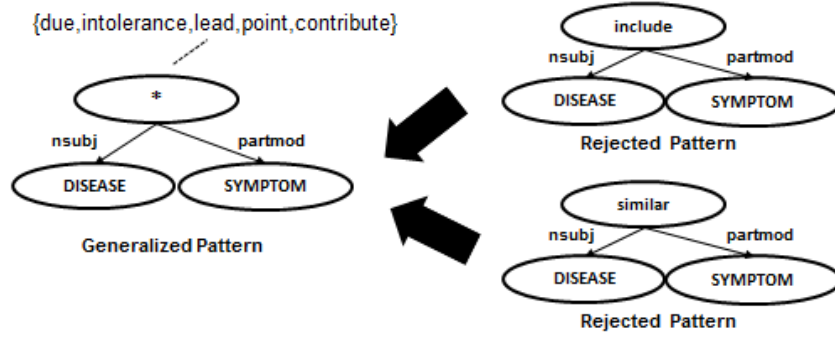 {due,intolerance,lead,point,contribute}
*
nsubj
partmod
DISEASE
SYMPTOM
Generalized Pattern
include
nsubj
partmod
DISEASE
SYMPTOM
Rejected Pattern
similar
nsubj
partmod
DISEASE
SYMPTOM
Rejected Pattern